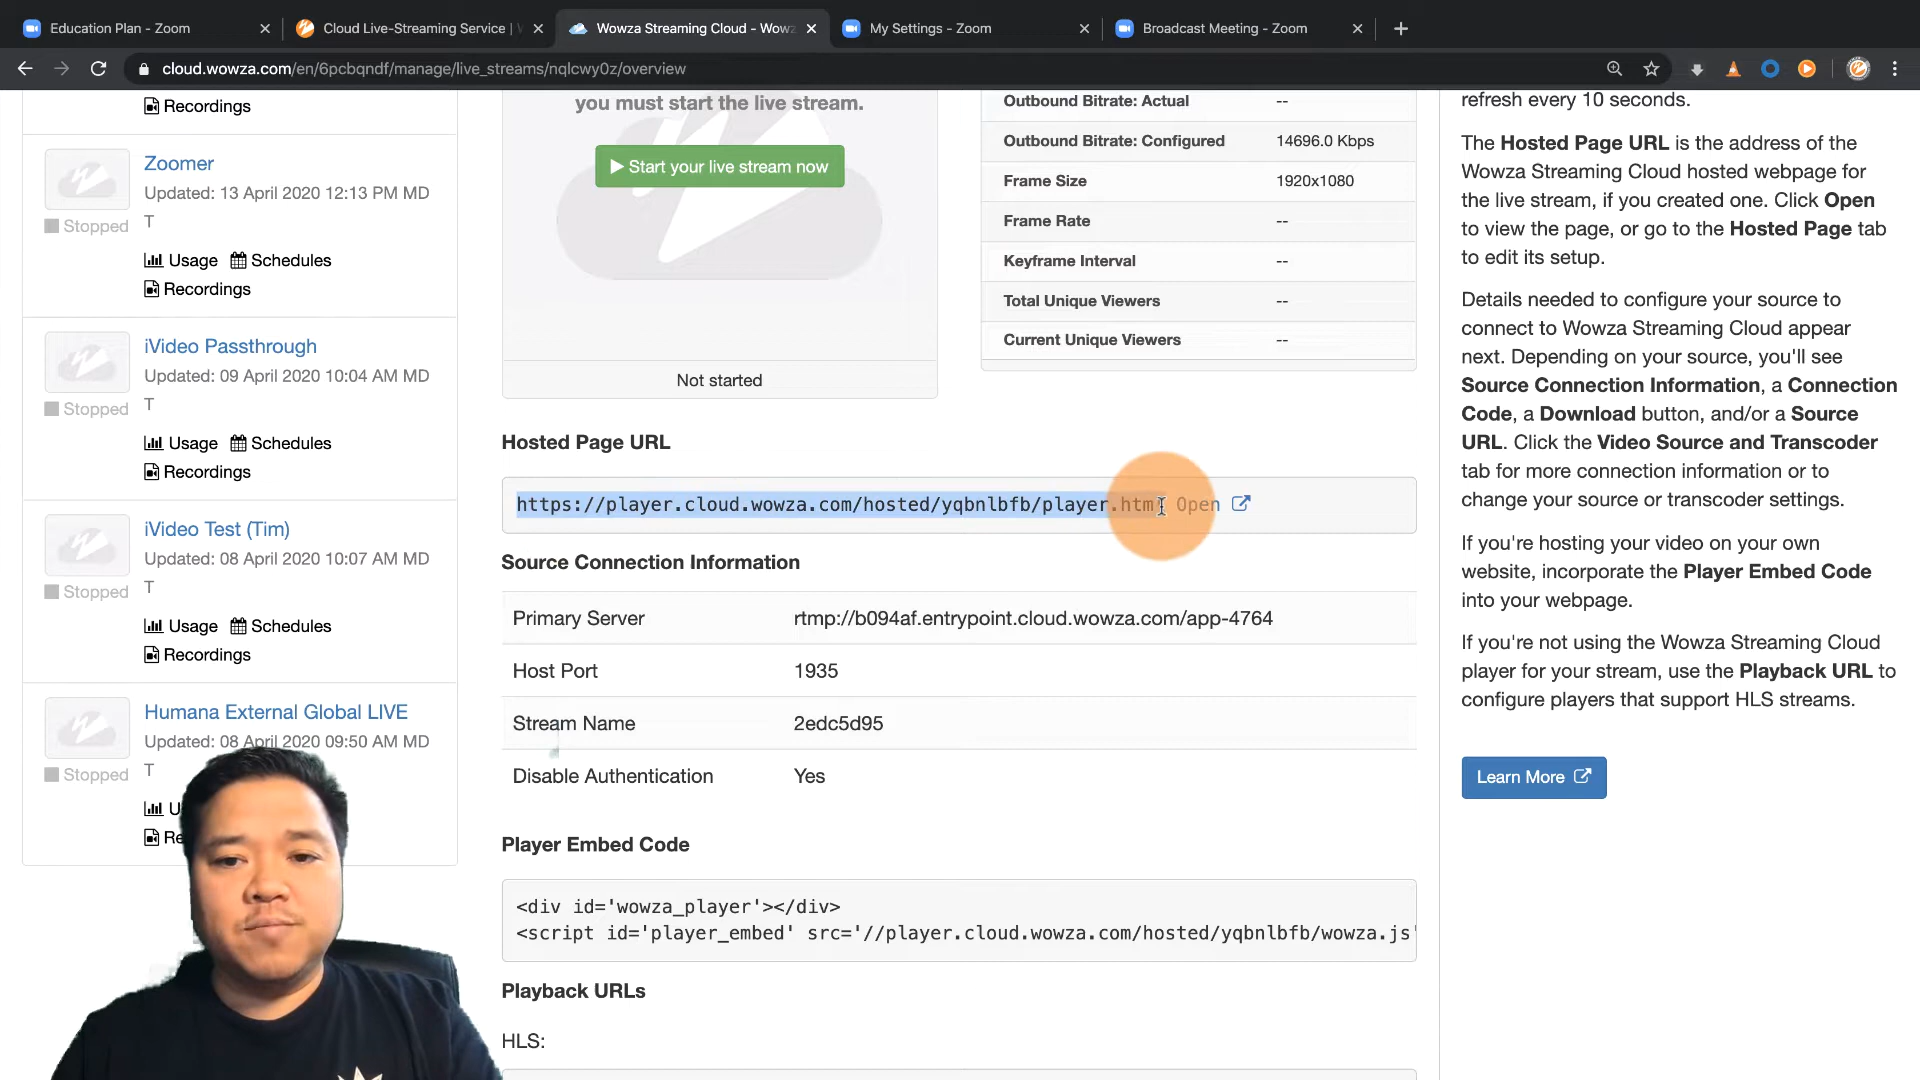 Education Plan - Zoom
Cloud Live-Streaming Service |
Wowza Streaming Cloud - Wowz
My Settings - Zoom
Broadcast Meeting - Zoom
cloud.wowza.com/en/6pcbqndf/manage/live_streams/nqlcwy0z/overview
Recordings
Zoomer
Updated: 13 April 2020 12:13 PM MD
T
Stopped
Usage Schedules
Recordings
iVideo Passthrough
Updated: 09 April 2020 10:04 AM MD
T
Stopped
Usage Schedules
Recordings
iVideo Test (Tim)
Updated: 08 April 2020 10:07 AM MD
T
Stopped
Usage Schedules
Recordings
Humana External Global LIVE
Updated: 08 April 2020 09:50 AM MD
T
Stopped
U
Re
you must start the live stream.
Start your live stream now
Not started
Outbound Bitrate: Actual --
Outbound Bitrate: Configured 14696.0 Kbps
Frame Size 1920x1080
Frame Rate --
Keyframe Interval --
Total Unique Viewers --
Current Unique Viewers --
Hosted Page URL
https://player.cloud.wowza.com/hosted/yqbnlbfb/player.html Open
Source Connection Information
Primary Server rtmp://b094af.entrypoint.cloud.wowza.com/app-4764
Host Port 1935
Stream Name 2edc5d95
Disable Authentication Yes
Player Embed Code
<div id='wowza_player'></div>
<script id='player_embed' src='//player.cloud.wowza.com/hosted/yqbnlbfb/wowza.js'
Playback URLs
HLS:
refresh every 10 seconds.
The Hosted Page URL is the address of the
Wowza Streaming Cloud hosted webpage for
the live stream, if you created one. Click Open
to view the page, or go to the Hosted Page tab
to edit its setup.
Details needed to configure your source to
connect to Wowza Streaming Cloud appear
next. Depending on your source, you'll see
Source Connection Information, a Connection
Code, a Download button, and/or a Source
URL. Click the Video Source and Transcoder
tab for more connection information or to
change your source or transcoder settings.
If you're hosting your video on your own
website, incorporate the Player Embed Code
into your webpage.
If you're not using the Wowza Streaming Cloud
player for your stream, use the Playback URL to
configure players that support HLS streams.
Learn More